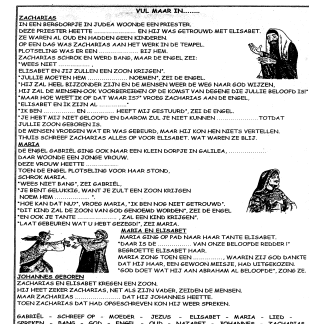 VUL MAAR IN........
ZACHARIAS
IN EEN BERGDORPJE IN JUDEA WOONDE EEN PRIESTER.
DEZE PRIESTER HEETTE .............. EN HIJ WAS GETROUWD MET ELISABET.
ZE WAREN AL OUD EN HADDEN GEEN KINDEREN.
OP EEN DAG WAS ZACHARIAS AAN HET WERK IN DE TEMPEL.
PLOTSELING WAS ER EEN .............. BIJ HEM.
ZACHARIAS SCHROK EN WERD BANG, MAAR DE ENGEL ZEI:
"WEES NIET ..............,
ELISABET EN JIJ ZULLEN EEN ZOON KRIJGEN".
"JULLIE MOETEN HEM .............. NOEMEN", ZEI DE ENGEL.
"HIJ ZAL HEEL BIJZONDER ZIJN EN DE MENSEN WEER DE WEG NAAR GOD WIJZEN,
HIJ ZAL DE MENSEN OOK VOORBEREIDEN OP DE KOMST VAN DEGENE DIE JULLIE BELOOFD IS!"
"MAAR HOE WEET IK OF DAT WAAR IS?" VROEG ZACHARIAS AAN DE ENGEL,
"ELISABET EN IK ZIJN AL ..............
"IK BEN .............. EN .............. HEEFT MIJ GESTUURD", ZEI DE ENGEL.
"JE HEBT MIJ NIET GELOOFD EN DAAROM ZUL JE NIET KUNNEN .............. TOTDAT
JULLIE ZOON GEBOREN IS.
DE MENSEN VROEGEN WAT ER WAS GEBEURD, MAAR HIJ KON HEN NIETS VERTELLEN.
THUIS SCHREEF ZACHARIAS ALLES OP VOOR ELISABET. WAT WAREN ZE BLIJ.
MARIA
DE ENGEL GABRIËL GING OOK NAAR EEN KLEIN DORPJE IN GALILEA, ..............
DAAR WOONDE EEN JONGE VROUW.
DEZE VROUW HEETTE ..............
TOEN DE ENGEL PLOTSELING VOOR HAAR STOND,
SCHROK MARIA.
"WEES NIET BANG", ZEI GABRIËL,
"JE BENT GELUKKIG, WANT JE ZULT EEN ZOON KRIJGEN
NOEM HEM .............. ".
"HOE KAN DAT NU?", VROEG MARIA, "IK BEN NOG NIET GETROUWD".
"DIT KIND ZAL DE ZOON VAN GOD GENOEMD WORDEN", ZEI DE ENGEL
"EN OOK JE TANTE .............., ZAL EEN KIND KRIJGEN".
"LAAT GEBEUREN WAT U HEBT GEZEGD", ZEI MARIA.
MARIA EN ELISABET
MARIA GING OP PAD NAAR HAAR TANTE ELISABET.
"DAAR IS DE .............. VAN ONZE BELOOFDE REDDER!"
BEGROETTE ELISABET HAAR.
MARIA ZONG TOEN EEN .............. WAARIN ZIJ GOD DANKTE
DAT HIJ HAAR, EEN GEWOON MEISJE, HAD UITGEKOZEN.
"GOD DOET WAT HIJ AAN ABRAHAM AL BELOOFDE", ZONG ZE.
JOHANNES GEBOREN
ZACHARIAS EN ELISABET KREGEN EEN ZOON.
HIJ HEET ZEKER ZACHARIAS, NET ALS ZIJN VADER, ZEIDEN DE MENSEN.
MAAR ZACHARIAS .............. DAT HIJ JOHANNES HEETTE.
TOEN ZACHARIAS DAT HAD OPGESCHREVEN KON HIJ WEER SPREKEN.
GABRIËL - SCHREEF OP - MOEDER - JEZUS - ELISABET - MARIA - LIED -
SPREKEN - BANG - GOD - ENGEL - OUD - NAZARET - JOHANNES - ZACHARIAS